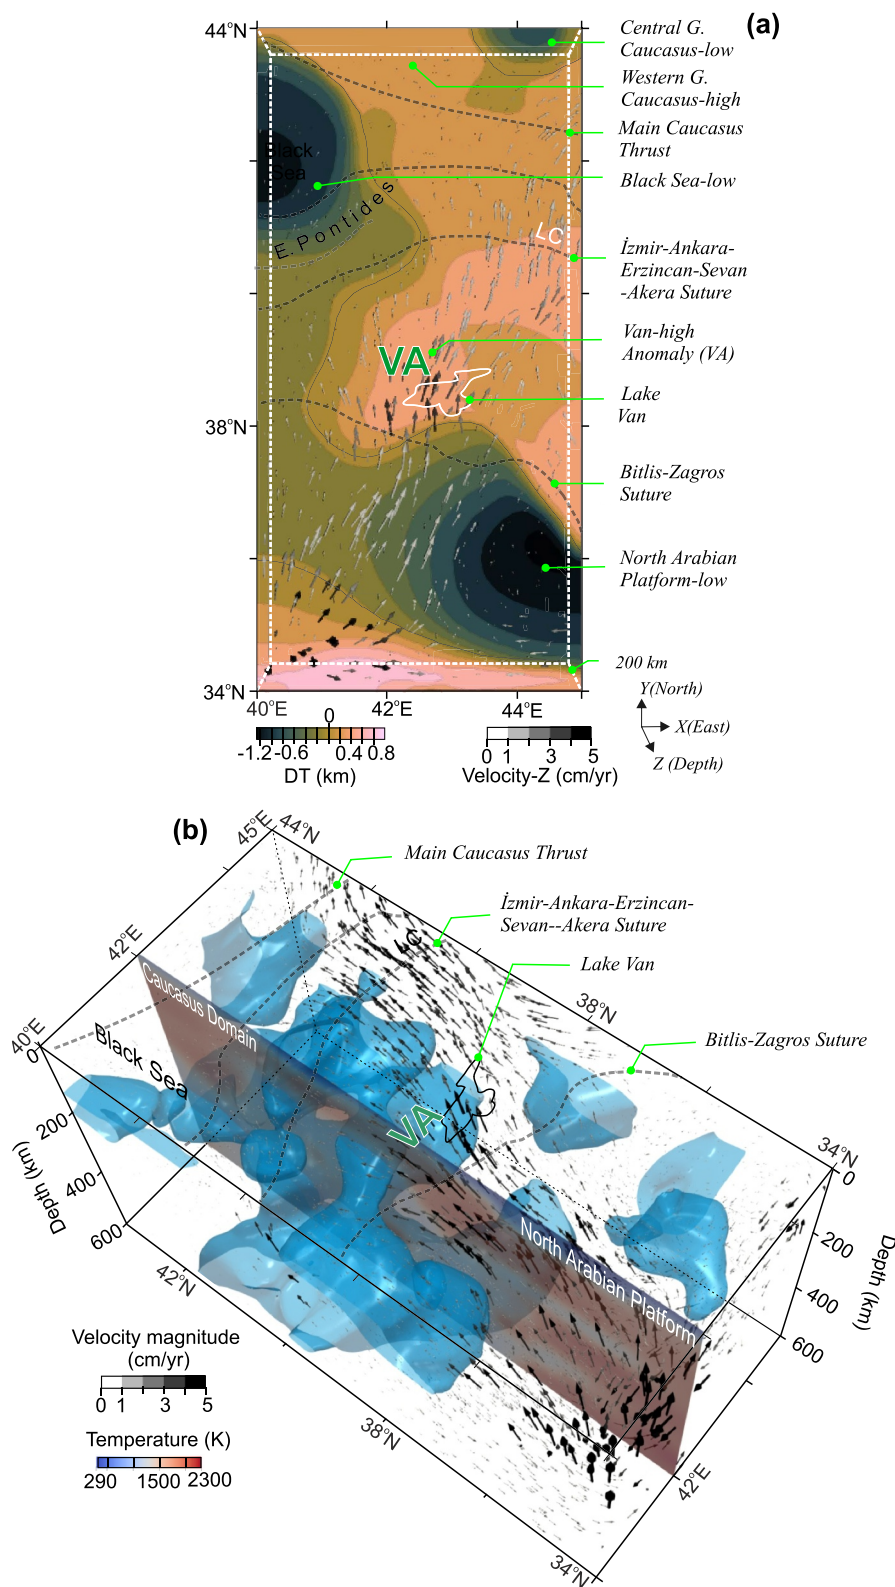 (a)
44°N
Central G.
Caucasus-low
Western G.
Caucasus-high
Main Caucasus
Thrust
Black
Sea
Black Sea-low
E Pontides
LC
İzmir-Ankara-
Erzincan-Sevan
-Akera Suture
Van-high
Anomaly (VA)
VA
Lake
Van
38°N
Bitlis-Zagros
Suture
North Arabian
Platform-low
200 km
34°N
40°E
42°E
44°E
Y(North)
X(East)
Z (Depth)
0
-1.2
-0.6
0.4
0.8
DT (km)
0
1
3
5
Velocity-Z (cm/yr)
(b)
45°E
44°N
Main Caucasus Thrust
İzmir-Ankara-Erzincan-
Sevan--Akera Suture
LC
Lake Van
42°E
Caucasus Domain
38°N
Bitlis-Zagros Suture
40°E
0
Black Sea
VA
200
400
600
Depth (km)
34°N
0
200
400
600
Depth (km)
North Arabian Platform
42°N
38°N
42°E
34°N
Velocity magnitude
(cm/yr)
0
1
3
5
Temperature (K)
290
1500
2300